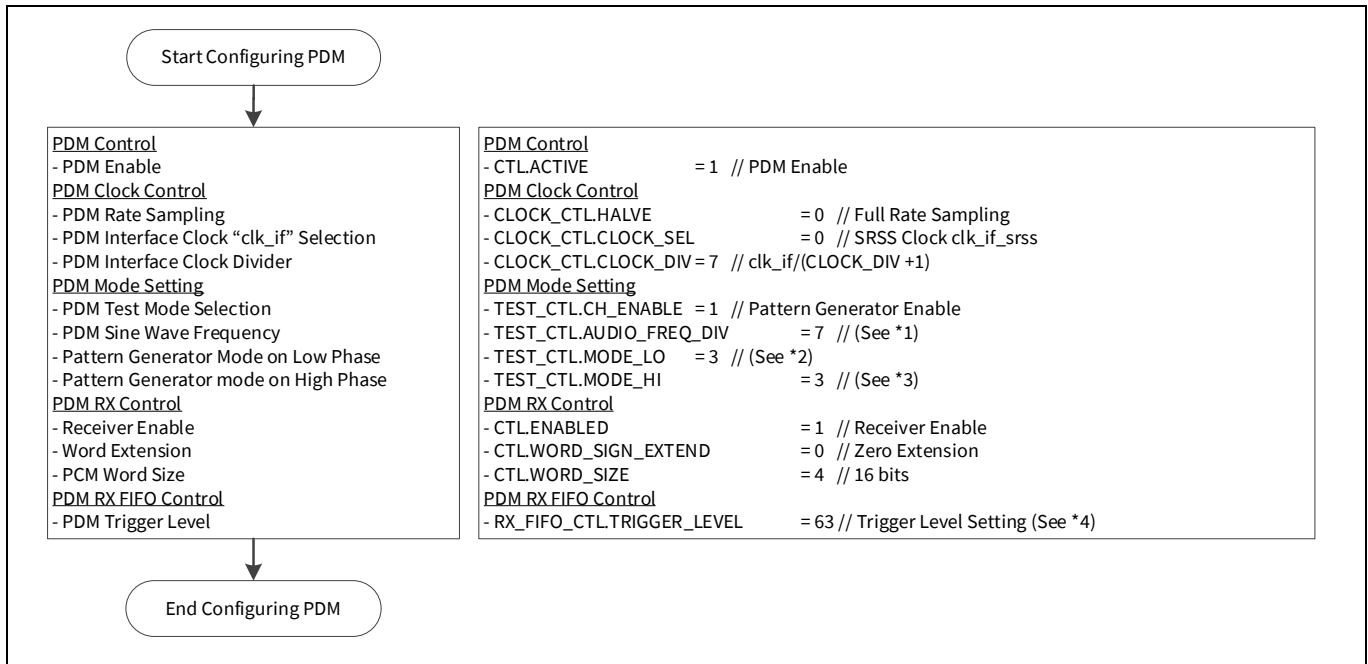 Start Configuring PDM
PDM Control
- PDM Enable
PDM Clock Control
- PDM Rate Sampling
- PDM Interface Clock “clk_if” Selection
- PDM Interface Clock Divider
PDM Mode Setting
- PDM Test Mode Selection
- PDM Sine Wave Frequency
- Pattern Generator Mode on Low Phase
- Pattern Generator mode on High Phase
PDM RX Control
- Receiver Enable
- Word Extension
- PCM Word Size
PDM RX FIFO Control
- PDM Trigger Level
PDM Control
- CTL.ACTIVE = 1 // PDM Enable
PDM Clock Control
- CLOCK_CTL.HALVE = 0 // Full Rate Sampling
- CLOCK_CTL.CLOCK_SEL = 0 // SRSS Clock clk_if_srss
- CLOCK_CTL.CLOCK_DIV = 7 // clk_if/(CLOCK_DIV +1)
PDM Mode Setting
- TEST_CTL.CH_ENABLE = 1 // Pattern Generator Enable
- TEST_CTL.AUDIO_FREQ_DIV = 7 // (See *1)
- TEST_CTL.MODE_LO = 3 // (See *2)
- TEST_CTL.MODE_HI = 3 // (See *3)
PDM RX Control
- CTL.ENABLED = 1 // Receiver Enable
- CTL.WORD_SIGN_EXTEND = 0 // Zero Extension
- CTL.WORD_SIZE = 4 // 16 bits
PDM RX FIFO Control
- RX_FIFO_CTL.TRIGGER_LEVEL = 63 // Trigger Level Setting (See *4)
End Configuring PDM